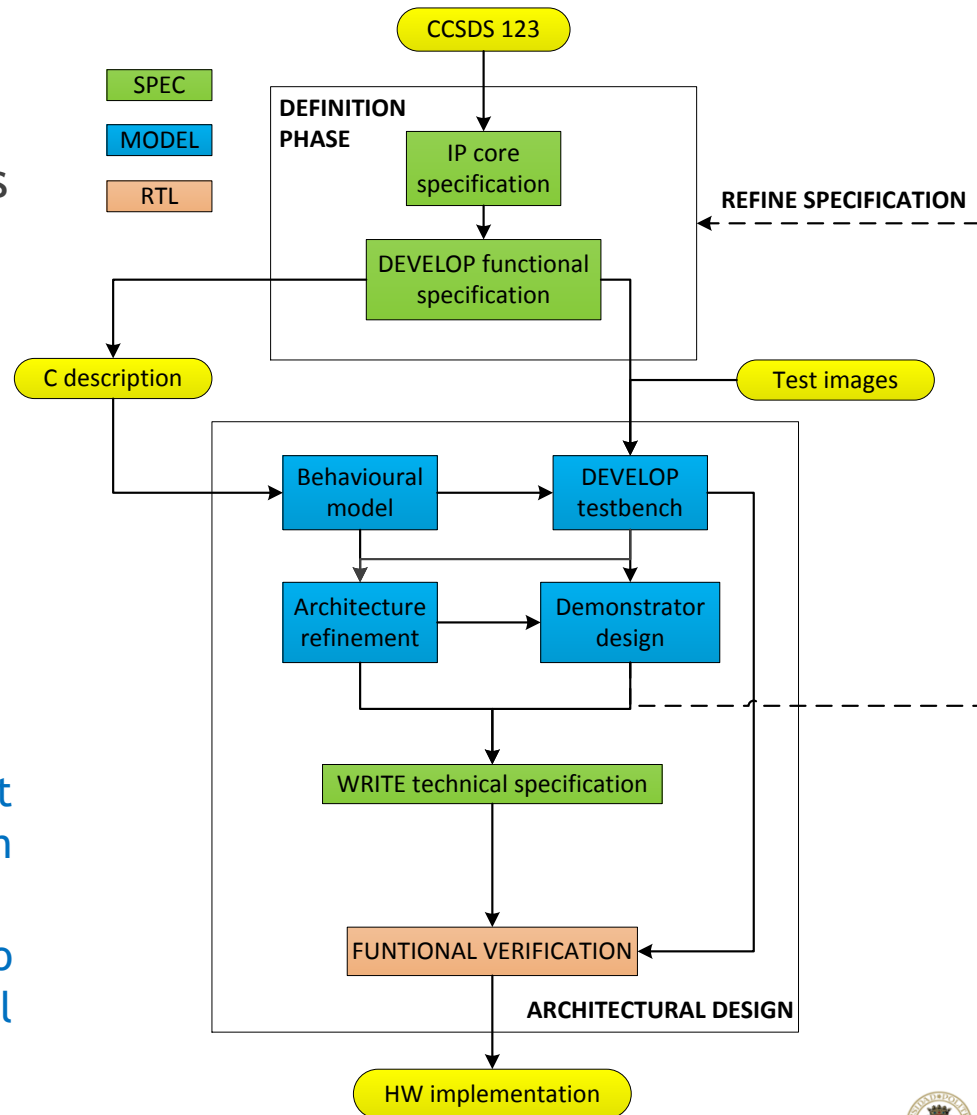 CCSDS 123
SPEC
MODEL
RTL
DEFINITION
PHASE
IP core
specification
REFINE SPECIFICATION
DEVELOP functional
specification
C description
Test images
Behavioural
model
DEVELOP
testbench
Architecture
refinement
Demonstrator
design
WRITE technical specification
FUNTIONAL VERIFICATION
ARCHITECTURAL DESIGN
HW implementation